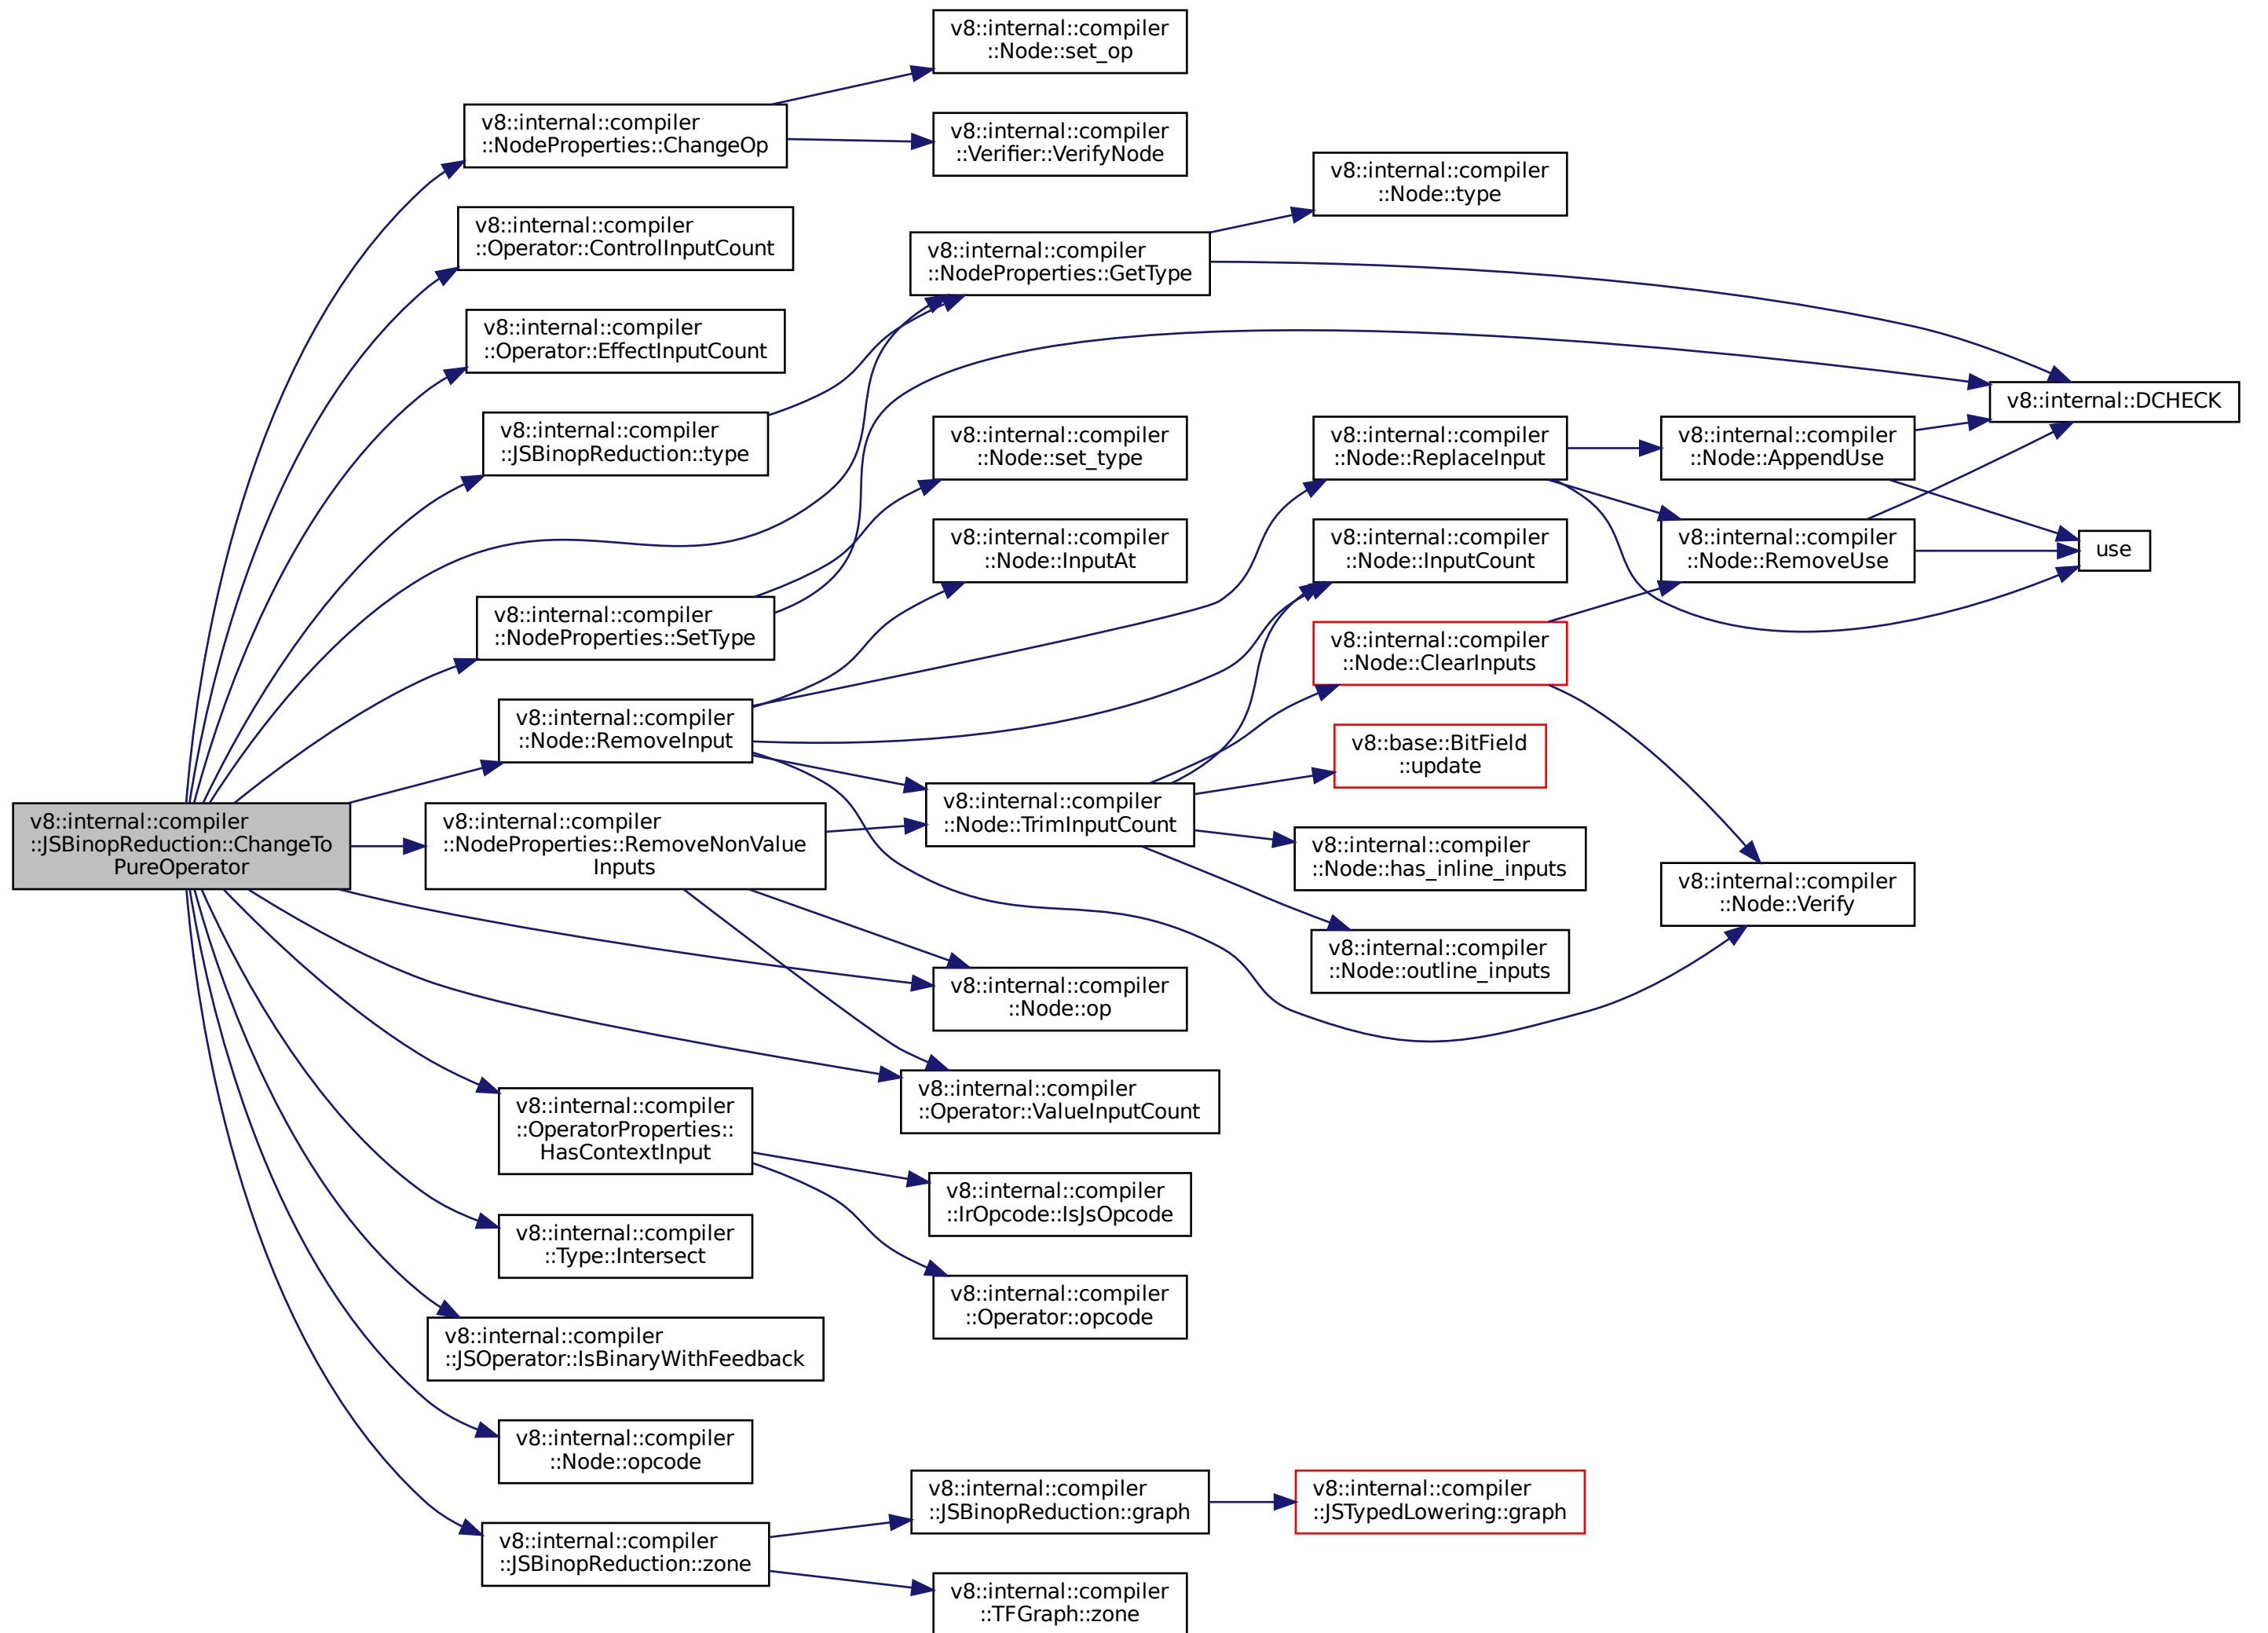 v8::internal::compiler
::Node::set_op
v8::internal::compiler
::NodeProperties::ChangeOp
v8::internal::compiler
::Verifier::VerifyNode
v8::internal::compiler
::Node::type
v8::internal::compiler
::Operator::ControlInputCount
v8::internal::compiler
::NodeProperties::GetType
v8::internal::compiler
::Operator::EffectInputCount
v8::internal::DCHECK
v8::internal::compiler
::JSBinopReduction::type
v8::internal::compiler
::Node::set_type
v8::internal::compiler
::Node::ReplaceInput
v8::internal::compiler
::Node::AppendUse
v8::internal::compiler
::Node::InputAt
v8::internal::compiler
::Node::InputCount
v8::internal::compiler
::Node::RemoveUse
use
v8::internal::compiler
::NodeProperties::SetType
v8::internal::compiler
::Node::ClearInputs
v8::internal::compiler
::Node::RemoveInput
v8::base::BitField
::update
v8::internal::compiler
::JSBinopReduction::ChangeTo
PureOperator
v8::internal::compiler
::NodeProperties::RemoveNonValue
Inputs
v8::internal::compiler
::Node::TrimInputCount
v8::internal::compiler
::Node::has_inline_inputs
v8::internal::compiler
::Node::Verify
v8::internal::compiler
::Node::outline_inputs
v8::internal::compiler
::Node::op
v8::internal::compiler
::Operator::ValueInputCount
v8::internal::compiler
::OperatorProperties::
HasContextInput
v8::internal::compiler
::IrOpcode::IsJsOpcode
v8::internal::compiler
::Type::Intersect
v8::internal::compiler
::Operator::opcode
v8::internal::compiler
::JSOperator::IsBinaryWithFeedback
v8::internal::compiler
::Node::opcode
v8::internal::compiler
::JSBinopReduction::graph
v8::internal::compiler
::JSTypedLowering::graph
v8::internal::compiler
::JSBinopReduction::zone
v8::internal::compiler
::TFGraph::zone